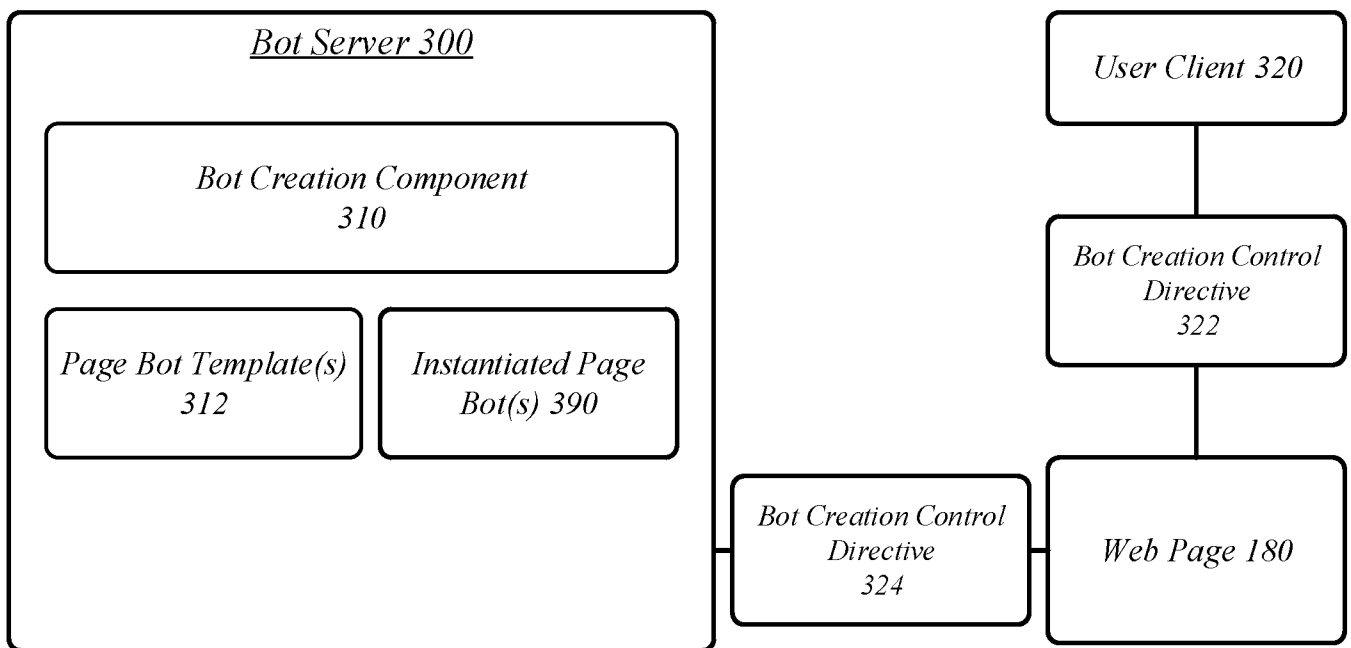 Bot Server 300
Bot Creation Component
310
Page Bot Template(s)
312
Instantiated Page
Bot(s) 390
User Client 320
Bot Creation Control
Directive
322
Bot Creation Control
Directive
324
Web Page 180